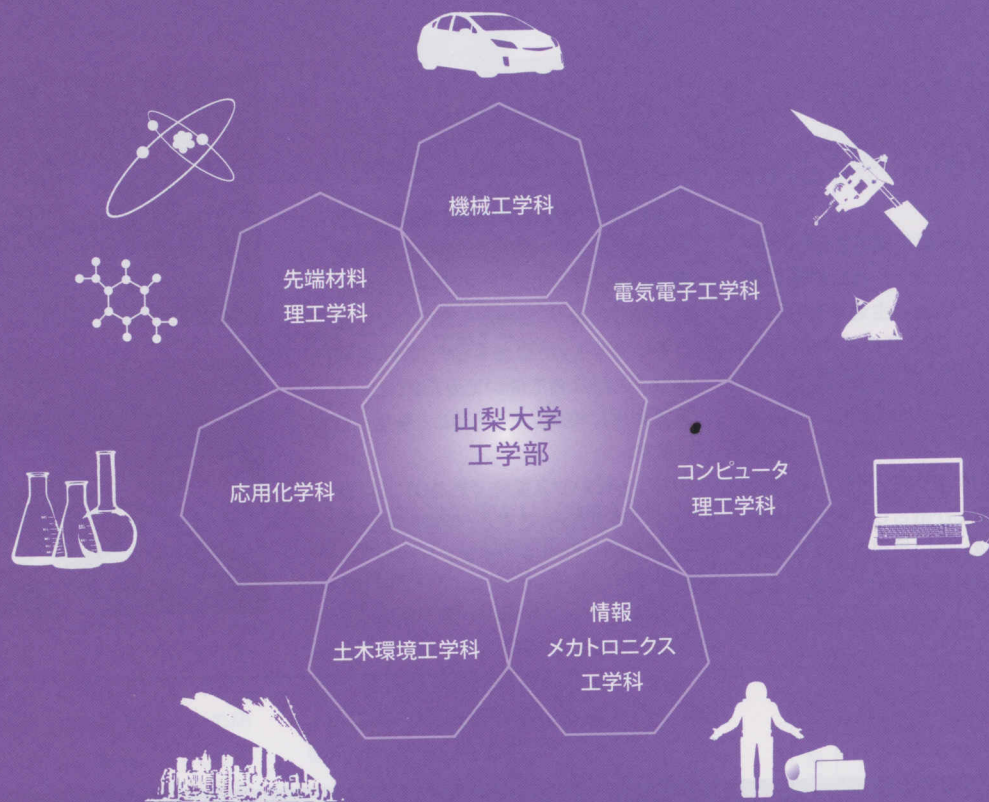 機械工学科
先端材料
理工学科
電気電子工学科
山梨大学
工学部
応用化学科
コンピュータ
理工学科
土木環境工学科
情報
メカトロニクス
工学科